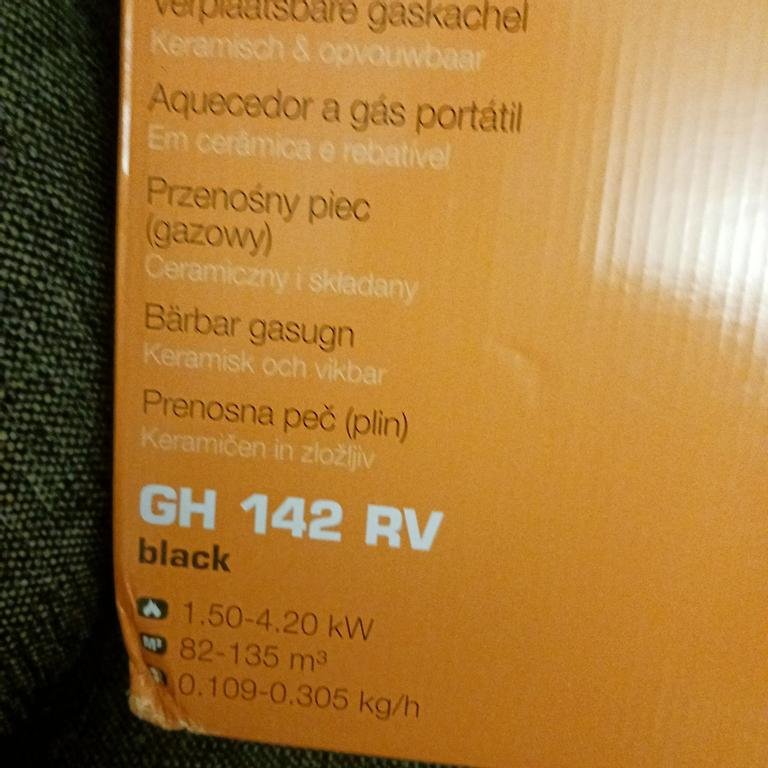 verplaatsbare gaskachel
Keramisch & opvouwbaar
Aquecedor a gás portátil
Em cerâmica e rebatível
Przenośny piec
(gazowy)
Ceramiczny i składany
Bärbar gasugn
Keramisk och vikbar
Prenosna peč (plin)
Keramičen in zložljiv
GH 142 RV
black
1.50-4.20 kW
M³ 82-135 m³
0.109-0.305 kg/h